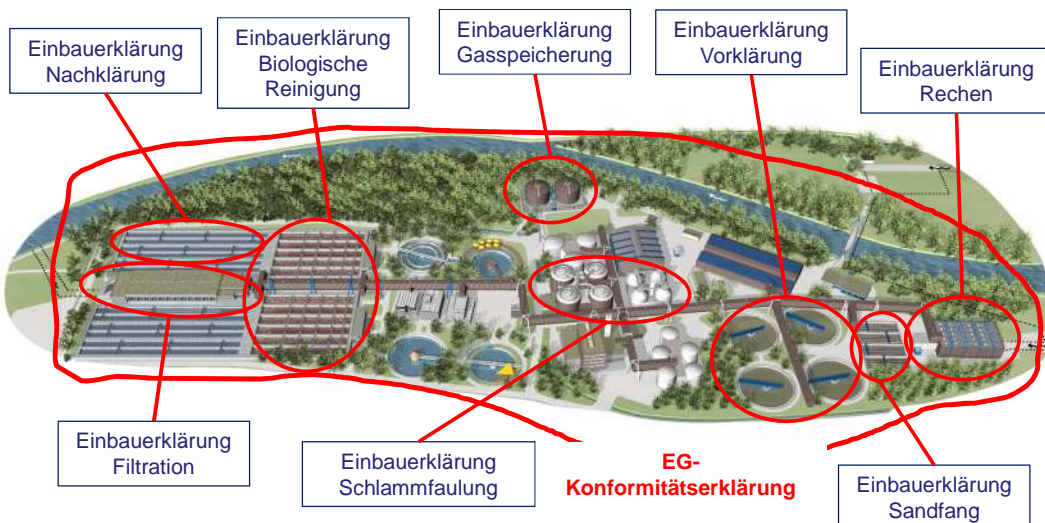 Einbauerklärung
Nachklärung
Einbauerklärung
Biologische
Reinigung
Einbauerklärung
Gasspeicherung
Einbauerklärung
Vorklärung
Einbauerklärung
Rechen
Einbauerklärung
Filtration
Einbauerklärung
Schlammfaulung
EG-
Konformitätserklärung
Einbauerklärung
Sandfang